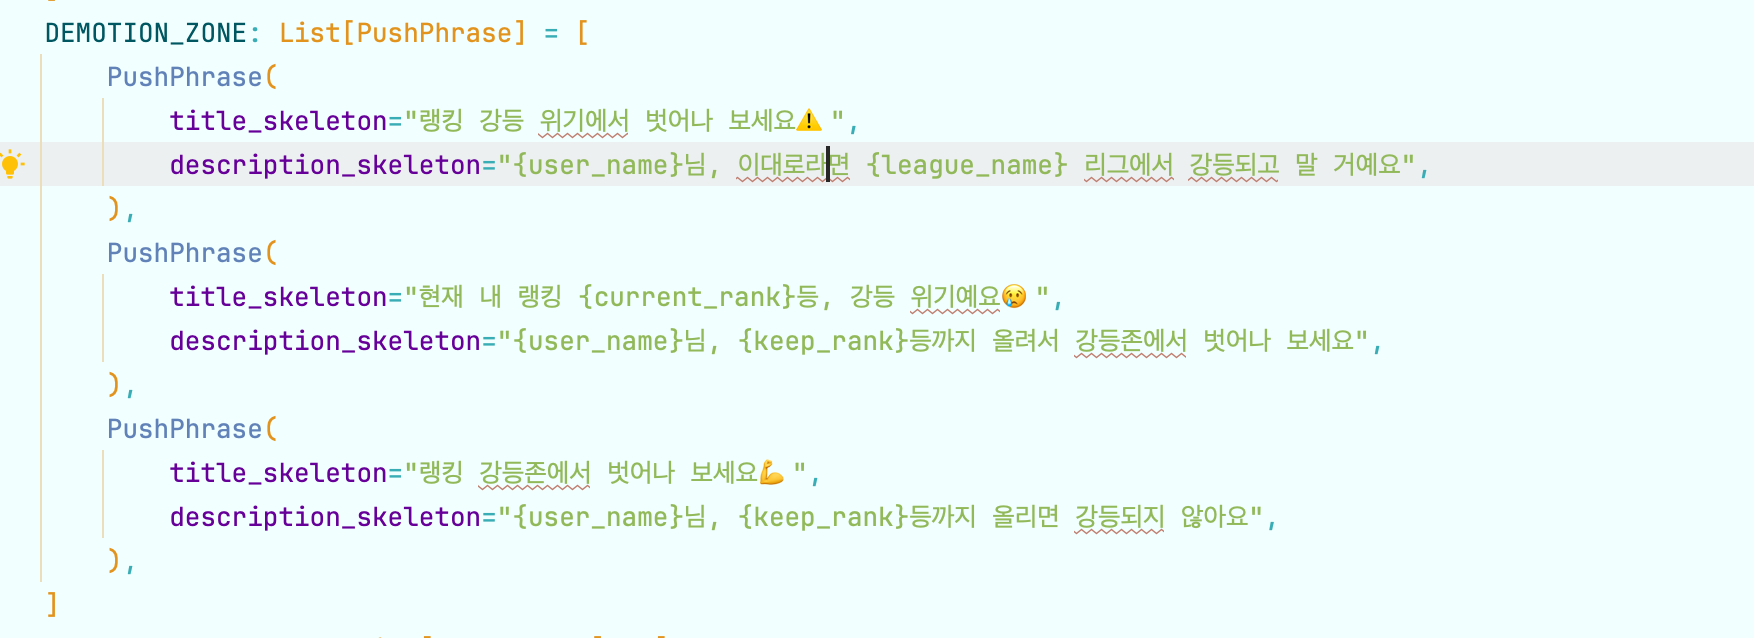 DEMOTION_ZONE: List[PushPhrase] = [
PushPhrase(
title_skeleton="랭킹 강등 위기에서 벗어나 보세요⚠️ ",
description_skeleton="{user_name}님, 이대로라면 {league_name} 리그에서 강등되고 말 거예요",
),
PushPhrase(
title_skeleton="현재 내 랭킹 {current_rank}등, 강등 위기예요😢 ",
description_skeleton="{user_name}님, {keep_rank}등까지 올려서 강등존에서 벗어나 보세요",
),
PushPhrase(
title_skeleton="랭킹 강등존에서 벗어나 보세요💪 ",
description_skeleton="{user_name}님, {keep_rank}등까지 올리면 강등되지 않아요",
),
]